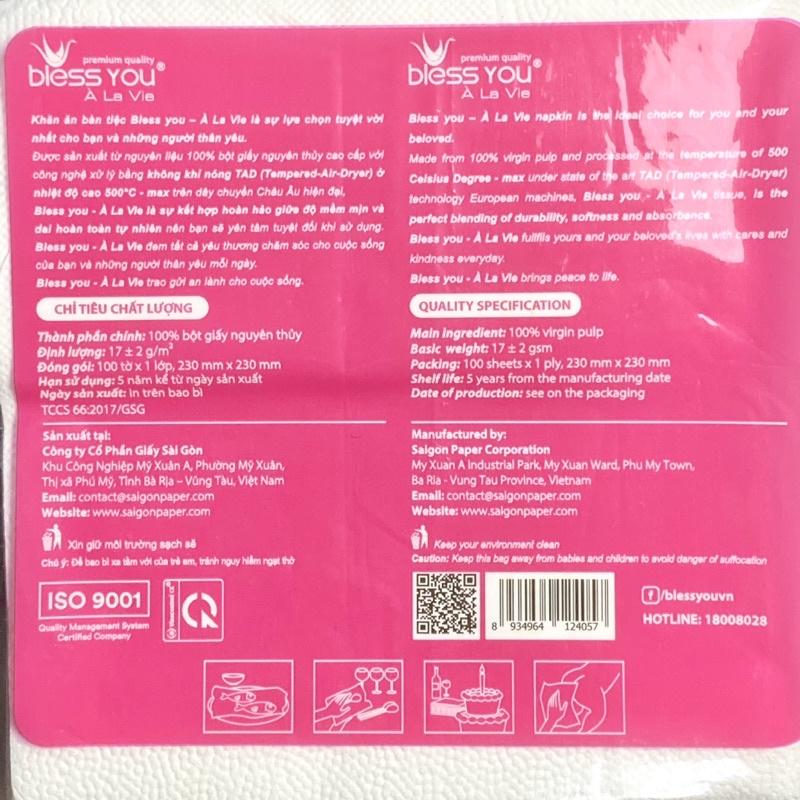 premium quality
bless you®
À La Vie
Khăn ăn bàn tiệc Bless you – À La Vie là sự lựa chọn tuyệt vời
nhất cho bạn và những người thân yêu.
Được sản xuất từ nguyên liệu 100% bột giấy nguyên thủy cao cấp với
công nghệ xử lý bằng không khí nóng TAD (Tempered-Air-Dryer) ở
nhiệt độ cao 500°C - max trên dây chuyền Châu Âu hiện đại,
Bless you - À La Vie là sự kết hợp hoàn hảo giữa độ mềm mịn và
dai hoàn toàn tự nhiên nên bạn sẽ yên tâm tuyệt đối khi sử dụng.
Bless you - À La Vie đem tất cả yêu thương chăm sóc cho cuộc sống
của bạn và những người thân yêu mỗi ngày.
Bless you - À La Vie trao gửi an lành cho cuộc sống.
CHỈ TIÊU CHẤT LƯỢNG
Thành phần chính: 100% bột giấy nguyên thủy
Định lượng: 17 ± 2 g/m²
Đóng gói: 100 tờ x 1 lớp, 230 mm x 230 mm
Hạn sử dụng: 5 năm kể từ ngày sản xuất
Ngày sản xuất: in trên bao bì
TCCS 66:2017/GSG
Sản xuất tại:
Công ty Cổ Phần Giấy Sài Gòn
Khu Công Nghiệp Mỹ Xuân A, Phường Mỹ Xuân,
Thị xã Phú Mỹ, Tỉnh Bà Rịa – Vũng Tàu, Việt Nam
Email: contact@saigonpaper.com
Website: www.saigonpaper.com
Xin giữ môi trường sạch sẽ
Chú ý: Để bao bì xa tầm với của trẻ em, tránh nguy hiểm ngạt thở
ISO 9001
Quality Management System
Certified Company
premium quality
bless you®
À La Vie
Bless you – À La Vie napkin is the ideal choice for you and your
beloved.
Made from 100% virgin pulp and processed at the temperature of 500
Celsius Degree - max under state of the art TAD (Tempered-Air-Dryer)
technology European machines, Bless you - À La Vie tissue, is the
perfect blending of durability, softness and absorbence.
Bless you - À La Vie fullfils yours and your beloved's lives with cares and
kindness everyday.
Bless you - À La Vie brings peace to life.
QUALITY SPECIFICATION
Main ingredient: 100% virgin pulp
Basic weight: 17 ± 2 gsm
Packing: 100 sheets x 1 ply, 230 mm x 230 mm
Shelf life: 5 years from the manufacturing date
Date of production: see on the packaging
Manufactured by:
Saigon Paper Corporation
My Xuan A Industrial Park, My Xuan Ward, Phu My Town,
Ba Ria - Vung Tau Province, Vietnam
Email: contact@saigonpaper.com
Website: www.saigonpaper.com
Keep your environment clean
Caution: Keep this bag away from babies and children to avoid danger of suffocation
8 934964 124057
/blessyouvn
HOTLINE: 18008028